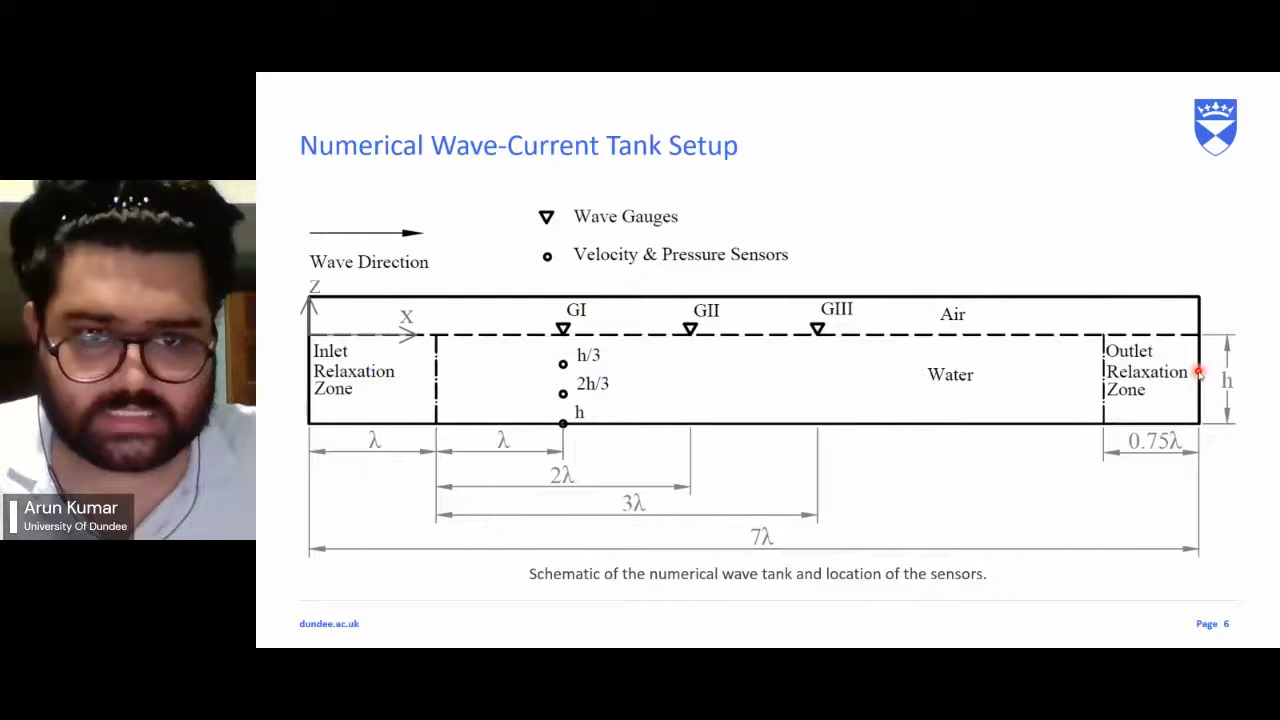 Numerical Wave-Current Tank Setup
Wave Gauges
Wave Direction
Velocity & Pressure Sensors
Z
X
GI
GII
GIII
Air
Inlet
Relaxation
Zone
h/3
2h/3
h
Water
Outlet
Relaxation
Zone
h
λ
λ
0.75λ
2λ
3λ
7λ
Schematic of the numerical wave tank and location of the sensors.
dundee.ac.uk
Page 6
Arun Kumar
University Of Dundee